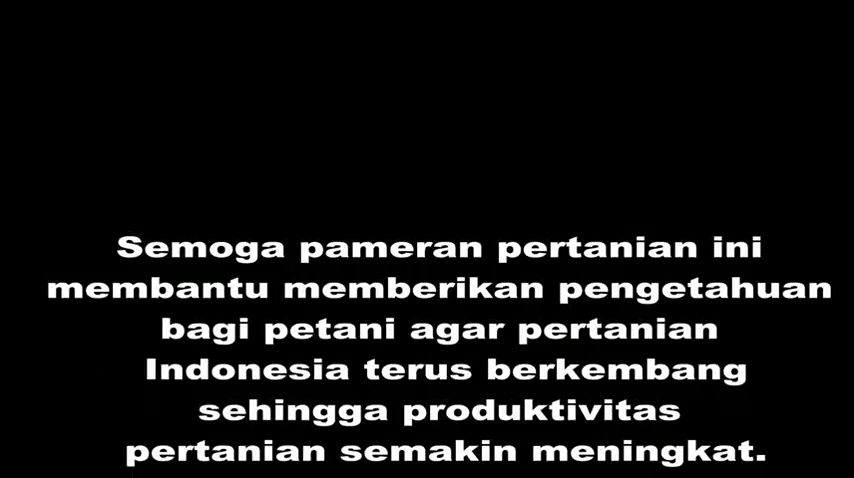 Semoga pameran pertanian ini
membantu memberikan pengetahuan
bagi petani agar pertanian
Indonesia terus berkembang
sehingga produktivitas
pertanian semakin meningkat.